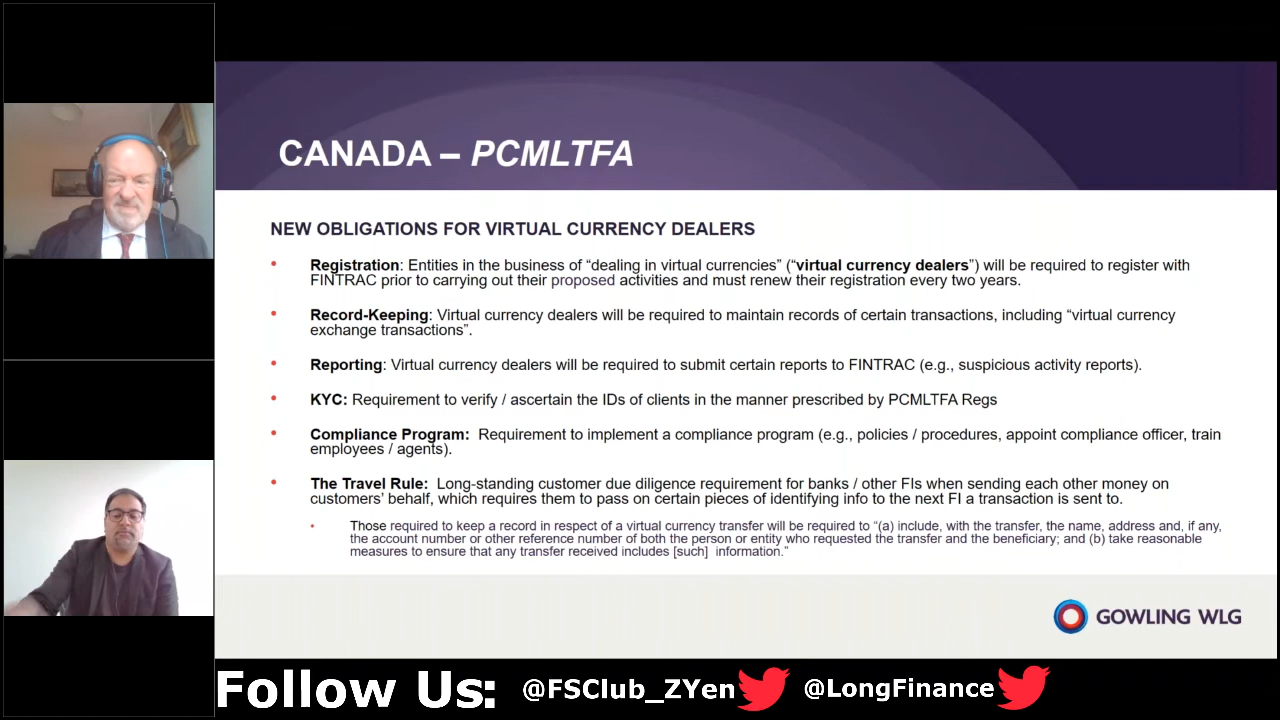 CANADA – PCMLTFA
NEW OBLIGATIONS FOR VIRTUAL CURRENCY DEALERS
• Registration: Entities in the business of “dealing in virtual currencies” (“virtual currency dealers”) will be required to register with
FINTRAC prior to carrying out their proposed activities and must renew their registration every two years.
• Record-Keeping: Virtual currency dealers will be required to maintain records of certain transactions, including “virtual currency
exchange transactions”.
• Reporting: Virtual currency dealers will be required to submit certain reports to FINTRAC (e.g., suspicious activity reports).
• KYC: Requirement to verify / ascertain the IDs of clients in the manner prescribed by PCMLTFA Regs
• Compliance Program: Requirement to implement a compliance program (e.g., policies / procedures, appoint compliance officer, train
employees / agents).
• The Travel Rule: Long-standing customer due diligence requirement for banks / other FIs when sending each other money on
customers’ behalf, which requires them to pass on certain pieces of identifying info to the next FI a transaction is sent to.
• Those required to keep a record in respect of a virtual currency transfer will be required to “(a) include, with the transfer, the name, address and, if any,
the account number or other reference number of both the person or entity who requested the transfer and the beneficiary; and (b) take reasonable
measures to ensure that any transfer received includes [such] information.”
GOWLING WLG
Follow Us: @FSClub_ZYen @LongFinance